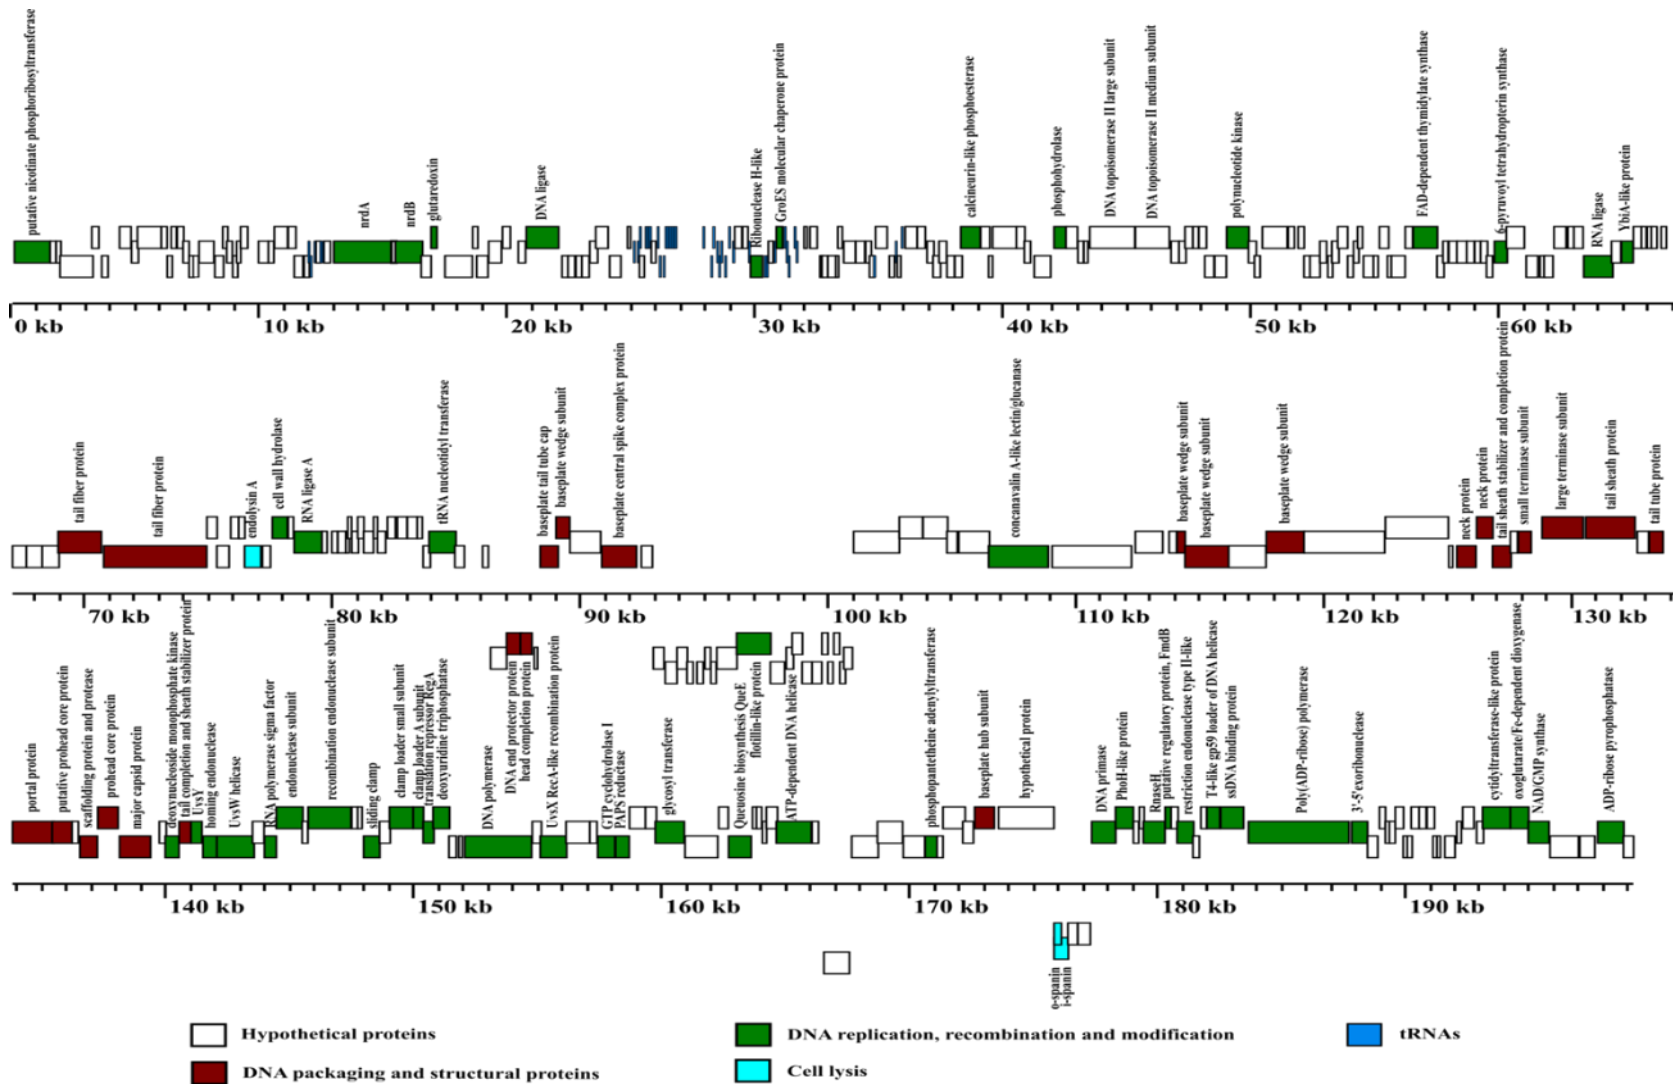 putative nicotinate phosphoribosyltransferase
nrdA
nrdB
glutaredoxin
DNA ligase
Ribonuclease H-like
GroES molecular chaperone protein
calcineurin-like phosphoesterase
phosphohydrolase
DNA topoisomerase II large subunit
DNA topoisomerase II medium subunit
polynucleotide kinase
FAD-dependent thymidylate synthase
6-pyruvoyl tetrahydropterin synthase
RNA ligase
YbiA-like protein
0 kb 10 kb 20 kb 30 kb 40 kb 50 kb 60 kb
tail fiber protein
tail fiber protein
endolysin A
cell wall hydrolase
RNA ligase A
tRNA nucleotidyl transferase
baseplate tail tube cap
baseplate wedge subunit
baseplate central spike complex protein
concanavalin A-like lectin/glucanase
baseplate wedge subunit
baseplate wedge subunit
baseplate wedge subunit
neck protein
neck protein
tail sheath stabilizer and completion protein
small terminase subunit
large terminase subunit
tail sheath protein
tail tube protein
70 kb 80 kb 90 kb 100 kb 110 kb 120 kb 130 kb
portal protein
putative prohead core protein
scaffolding protein and protease
prohead core protein
major capsid protein
deoxynucleoside monophosphate kinase
tail completion and sheath stabilizer protein
UvsY
homing endonuclease
UvsW helicase
RNA polymerase sigma factor
endonuclease subunit
recombination endonuclease subunit
sliding clamp
clamp loader small subunit
clamp loader A subunit
translation repressor RegA
deoxyuridine triphosphatase
DNA polymerase
DNA end protector protein
head completion protein
UvsX RecA-like recombination protein
GTP cyclohydrolase I
PAPS reductase
glycosyl transferase
Queuosine biosynthesis QueE
flotillin-like protein
ATP-dependent DNA helicase
phosphopantetheine adenylyltransferase
baseplate hub subunit
hypothetical protein
DNA primase
PhoH-like protein
RnaseH
putative regulatory protein, FmdB
restriction endonuclease type II-like
T4-like gp59 loader of DNA helicase
ssDNA binding protein
Poly(ADP-ribose) polymerase
3'-5'exoribonuclease
cytidyltransferase-like protein
oxoglutarate/Fe-dependent dioxygenase
NAD/GMP synthase
ADP-ribose pyrophosphatase
140 kb 150 kb 160 kb 170 kb 180 kb 190 kb
o-spanin
i-spanin
Hypothetical proteins
DNA replication, recombination and modification
tRNAs
DNA packaging and structural proteins
Cell lysis